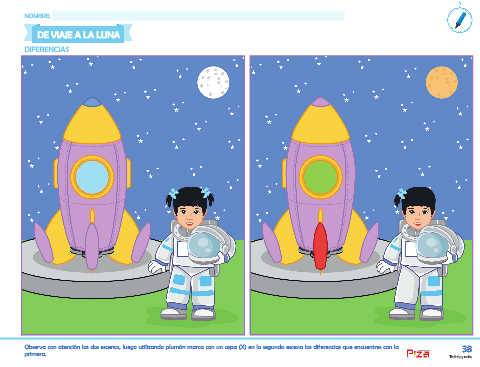 NOMBRE:
DE VIAJE A LA LUNA
DIFERENCIAS
Observa con atención las dos escenas, luego utilizando plumón marca con un aspa (X) en la segunda escena las diferencias que encuentres con la
primera.
38